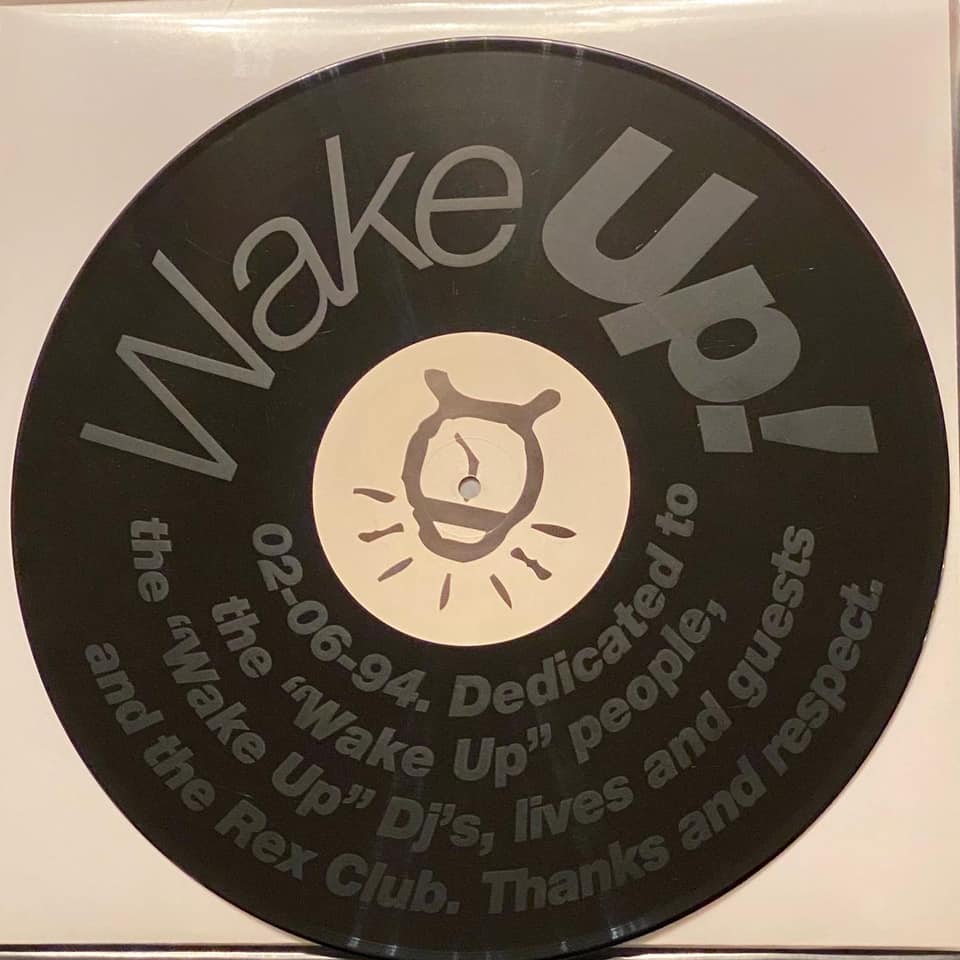 Wake Up!
02-06-94. Dedicated to
the "Wake Up" people,
the "Wake Up" Dj's, lives and guests
and the Rex Club. Thanks and respect.